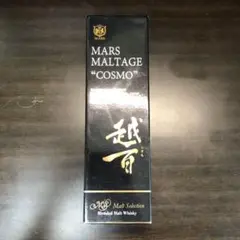 MARS
MALTAGE
"COSMO"
越百
Malt Selection
Blended Malt Whisky